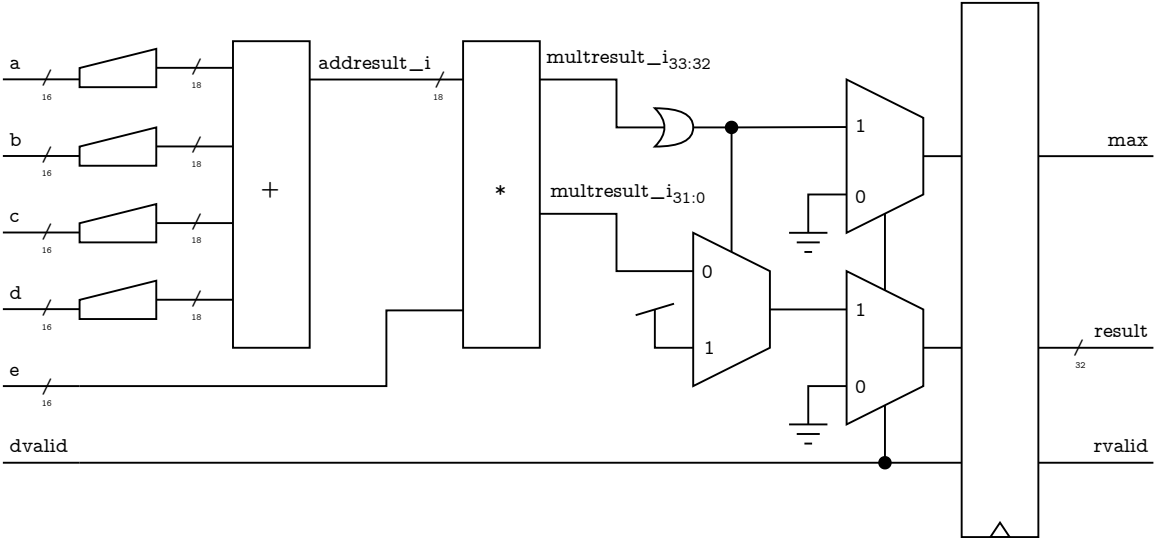 a
16
18
b
16
18
c
16
18
d
16
18
e
16
dvalid
+
addresult_i
18
*
multresult_i33:32
multresult_i31:0
0
1
1
0
1
0
max
result
32
rvalid